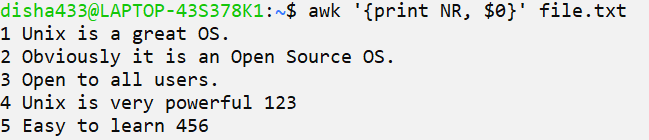 disha433@LAPTOP-43S378K1:~$ awk '{print NR, $0}' file.txt
1 Unix is a great OS.
2 Obviously it is an Open Source OS.
3 Open to all users.
4 Unix is very powerful 123
5 Easy to learn 456